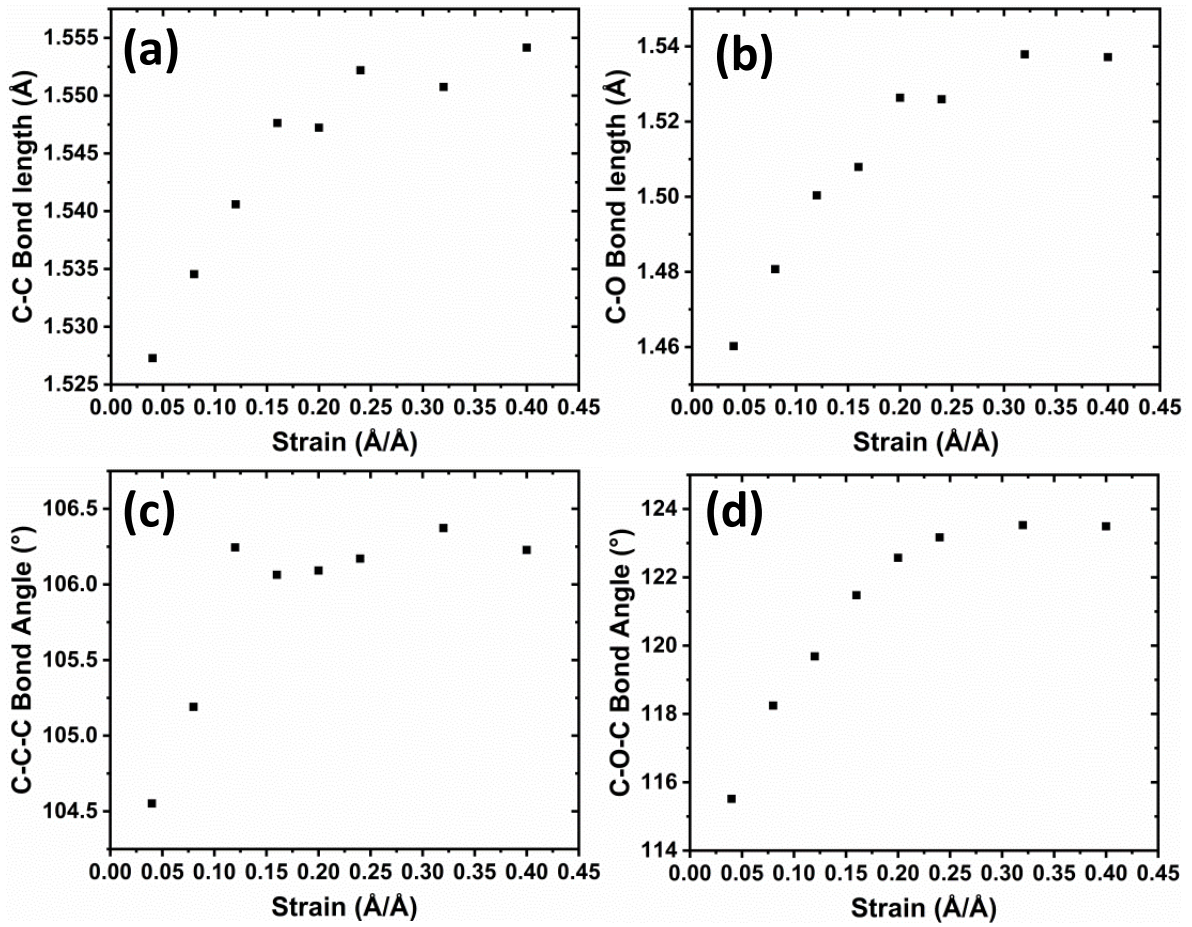 (a)
C-C Bond length (Å)
1.555
1.550
1.545
1.540
1.535
1.530
1.525
0.00 0.05 0.10 0.15 0.20 0.25 0.30 0.35 0.40 0.45
Strain (Å/Å)
(b)
C-O Bond length (Å)
1.54
1.52
1.50
1.48
1.46
0.00 0.05 0.10 0.15 0.20 0.25 0.30 0.35 0.40 0.45
Strain (Å/Å)
(c)
C-C-C Bond Angle (°)
106.5
106.0
105.5
105.0
104.5
0.00 0.05 0.10 0.15 0.20 0.25 0.30 0.35 0.40 0.45
Strain (Å/Å)
(d)
C-O-C Bond Angle (°)
124
122
120
118
116
114
0.00 0.05 0.10 0.15 0.20 0.25 0.30 0.35 0.40 0.45
Strain (Å/Å)